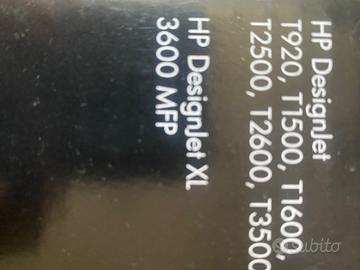 HP DesignJet
T920, T1500, T1600,
T2500, T2600, T3500
HP DesignJet XL
3600 MFP
subito